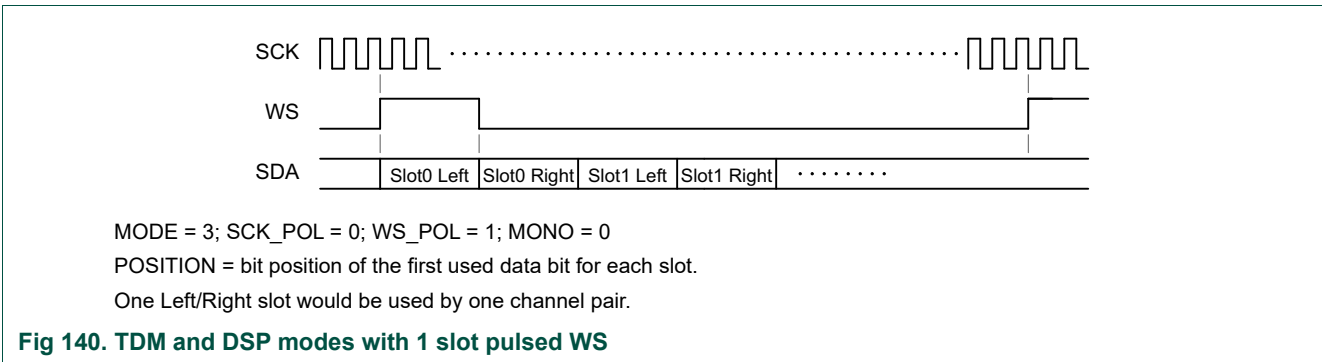 SCK
WS
SDA Slot0 Left Slot0 Right Slot1 Left Slot1 Right ········
MODE = 3; SCK_POL = 0; WS_POL = 1; MONO = 0
POSITION = bit position of the first used data bit for each slot.
One Left/Right slot would be used by one channel pair.
Fig 140. TDM and DSP modes with 1 slot pulsed WS